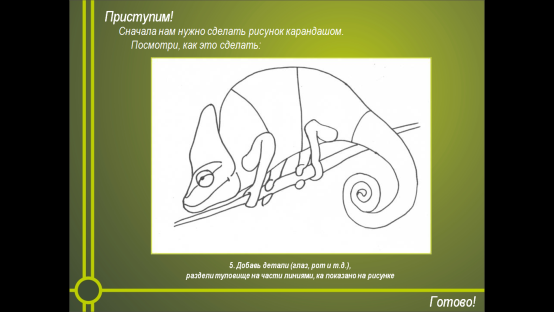 Приступим!
Сначала нам нужно сделать рисунок карандашом.
Посмотри, как это сделать:
5. Добавь детали (глаз, рот и т.д.),
раздели туловище на части линиями, ка показано на рисунке
Готово!